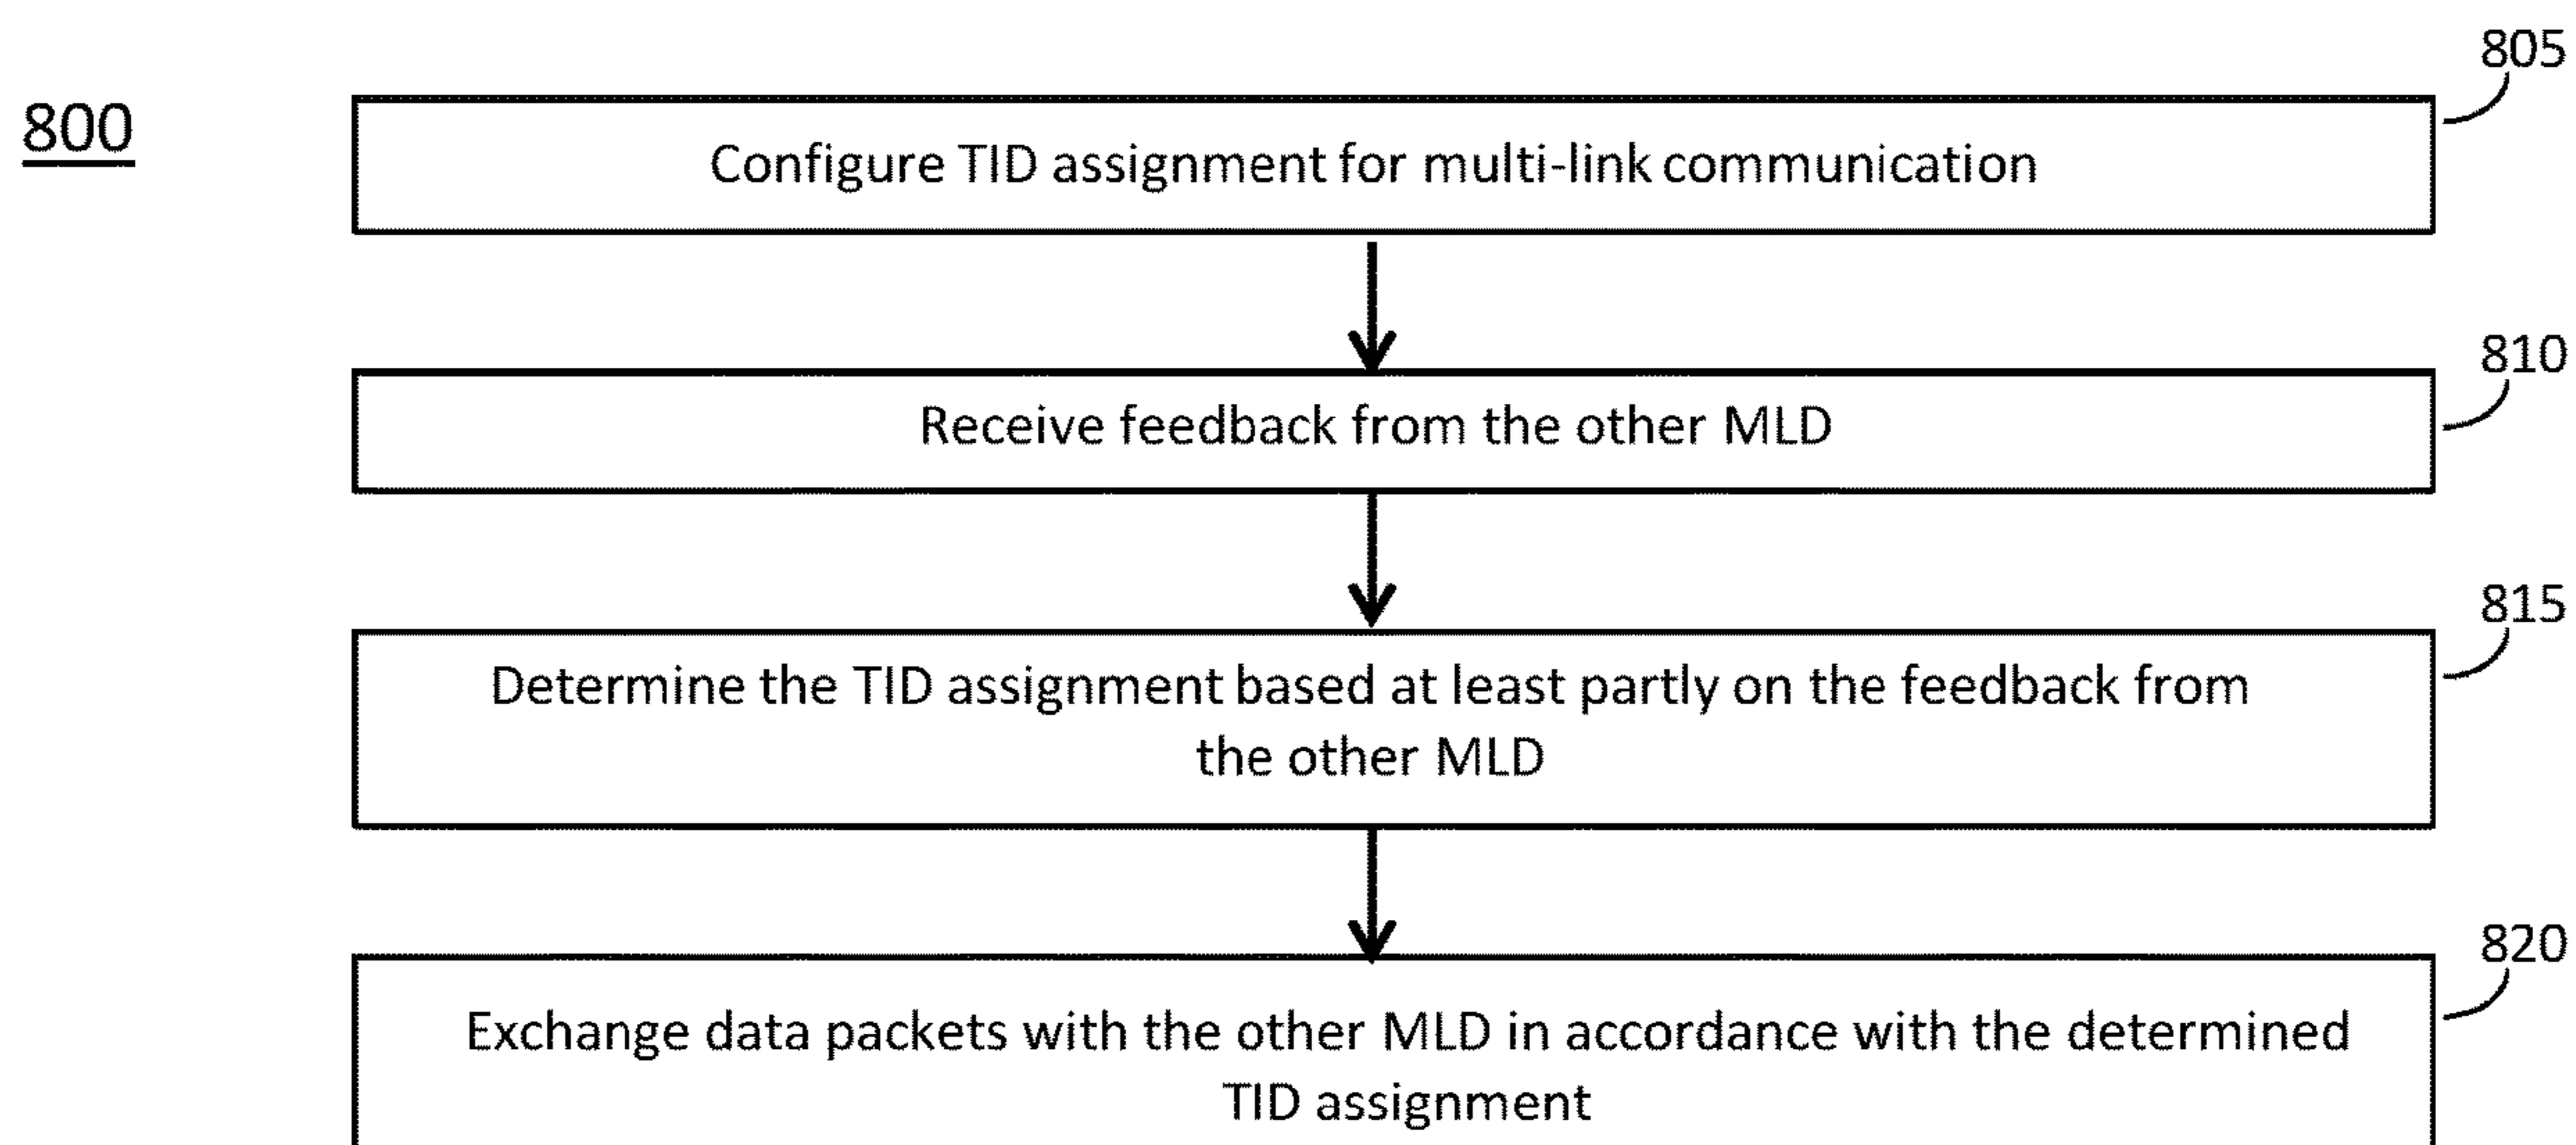 800
805
Configure TID assignment for multi-link communication
810
Receive feedback from the other MLD
815
Determine the TID assignment based at least partly on the feedback from
the other MLD
820
Exchange data packets with the other MLD in accordance with the determined
TID assignment